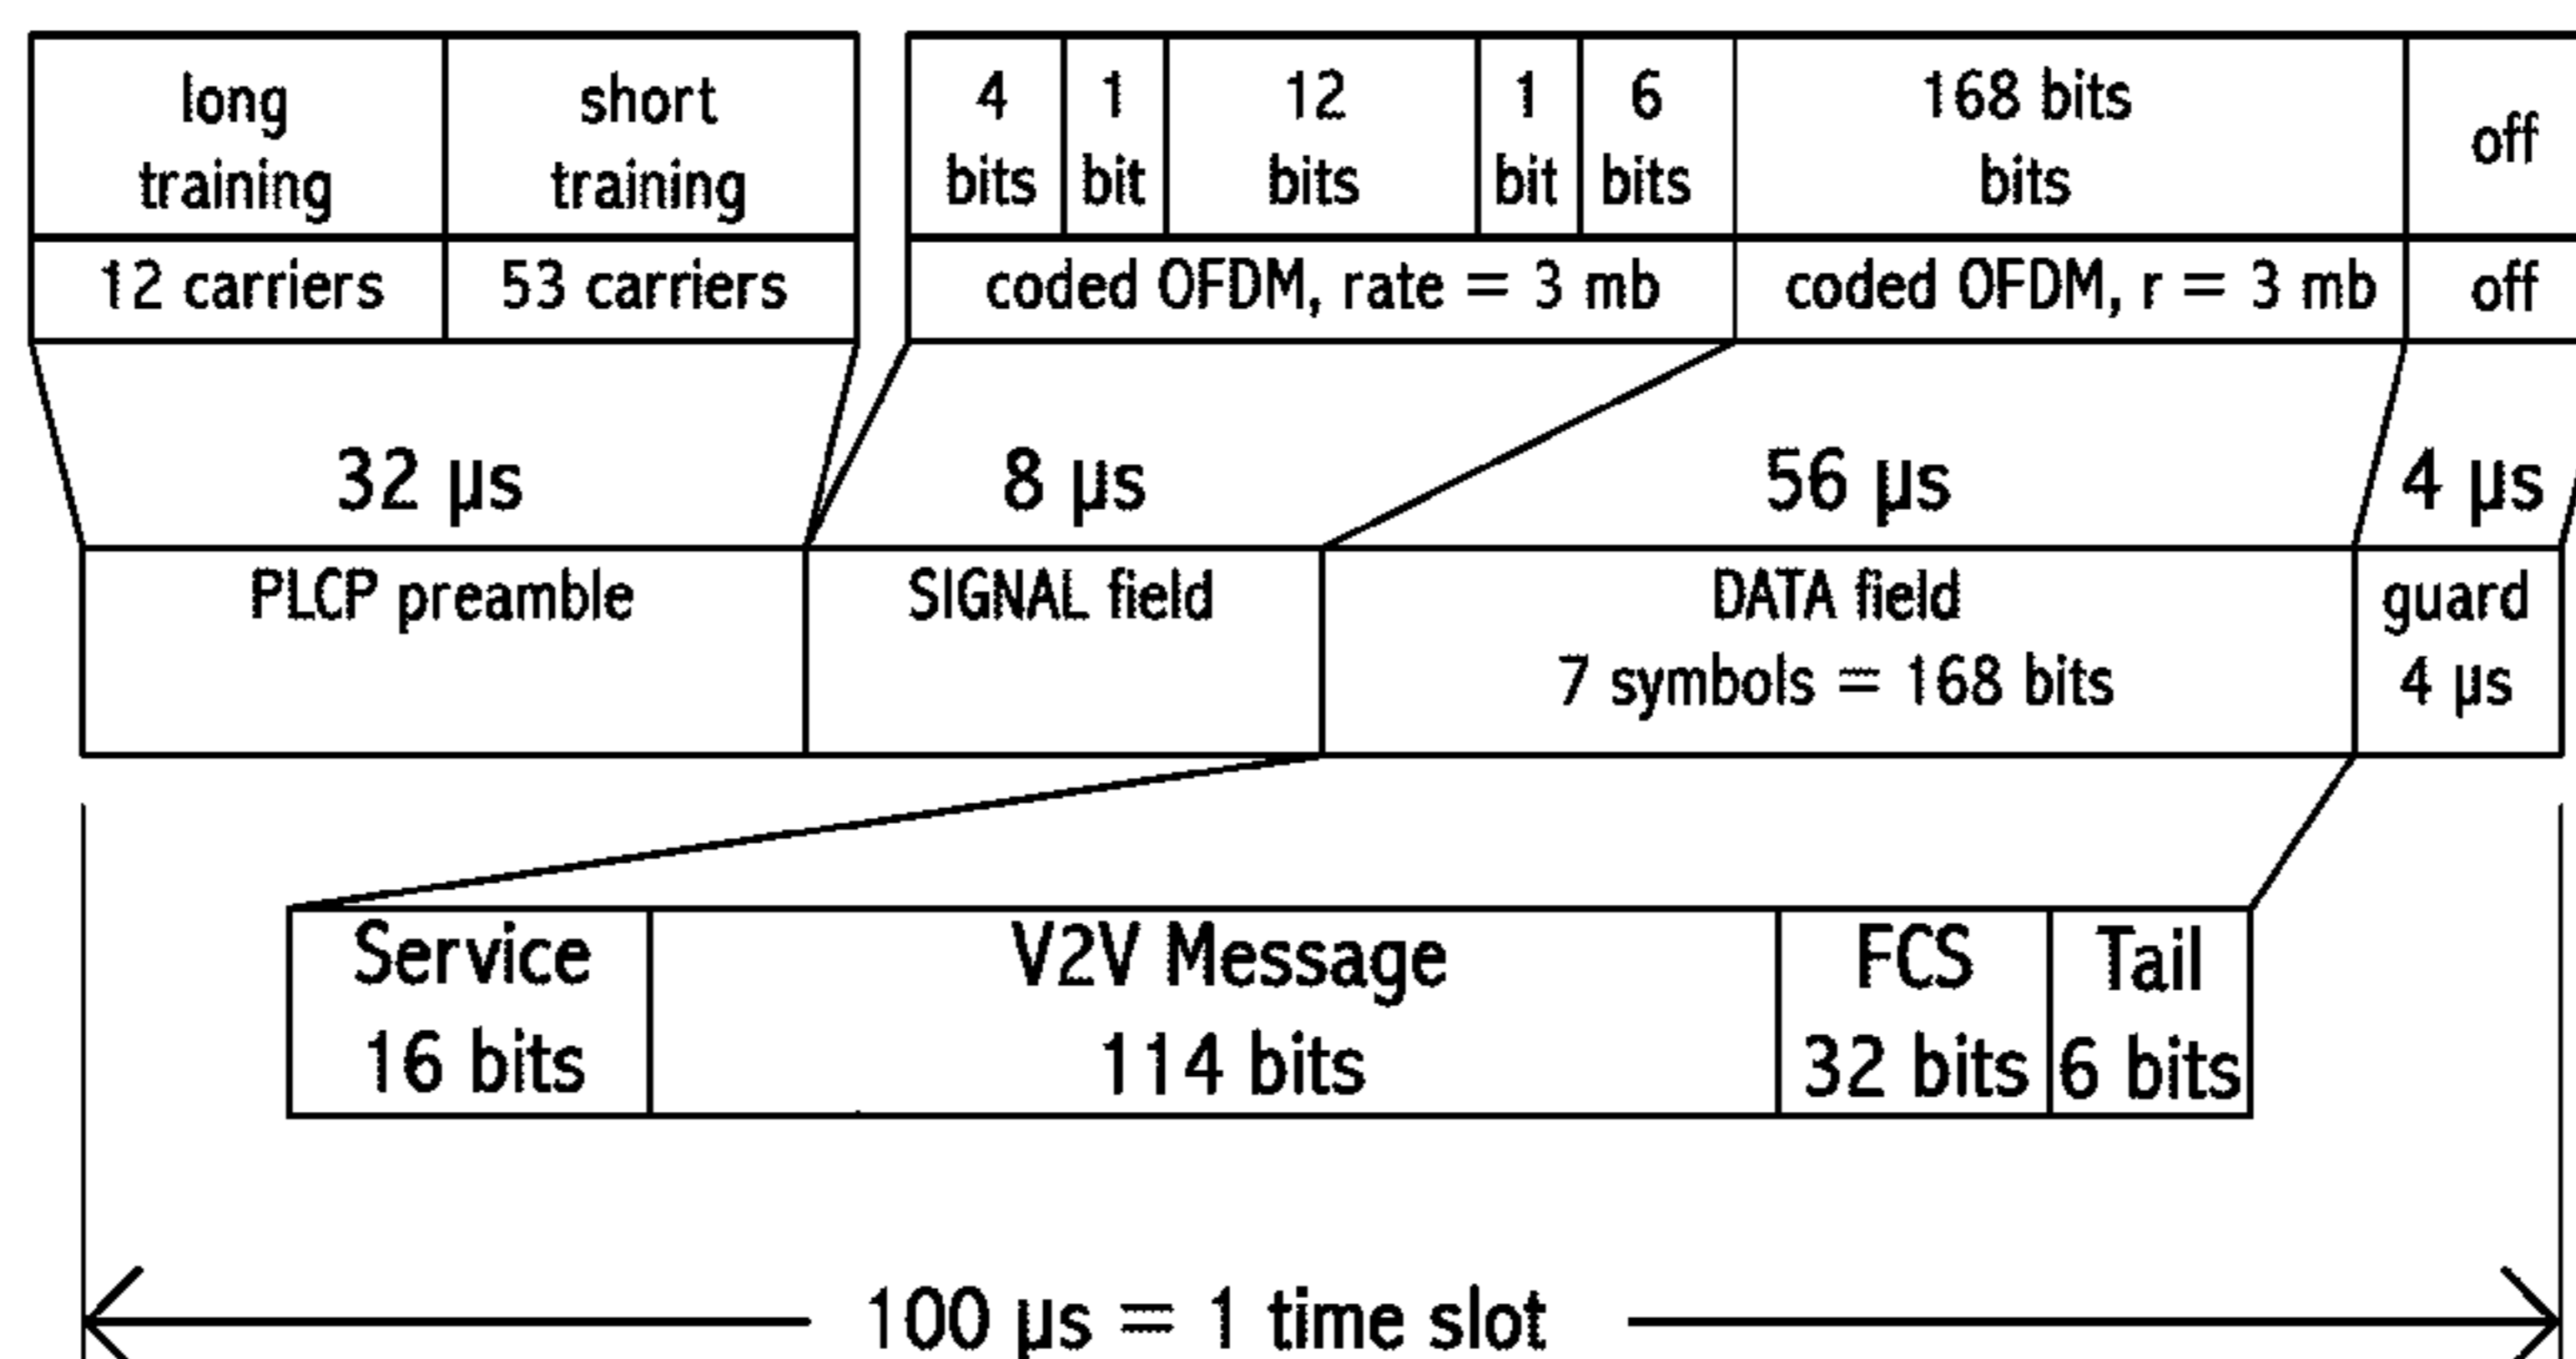 long training
short training
4 bits
1 bit
12 bits
1 bit
6 bits
168 bits bits
off
12 carriers
53 carriers
coded OFDM, rate = 3 mb
coded OFDM, r = 3 mb
off
32 µs
8 µs
56 µs
4 µs
PLCP preamble
SIGNAL field
DATA field
7 symbols = 168 bits
guard
4 µs
Service
16 bits
V2V Message
114 bits
FCS
32 bits
Tail
6 bits
100 µs = 1 time slot